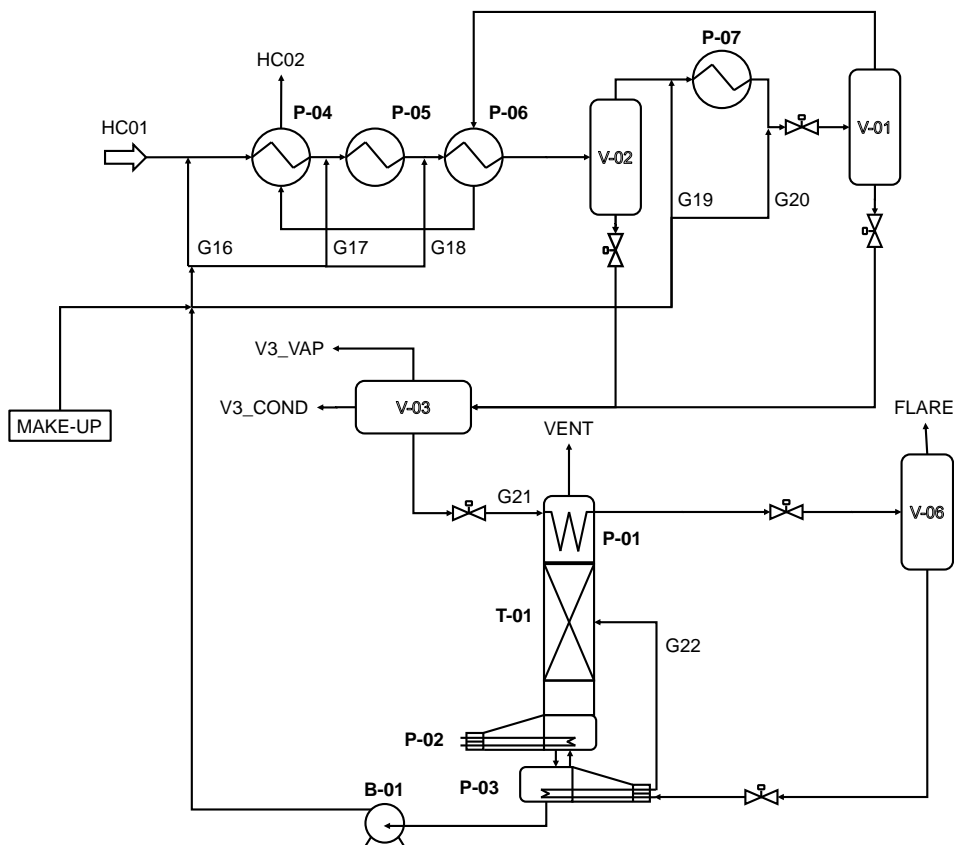 P-07
HC02
P-04
P-05
P-06
HC01
V-01
V-02
G19
G20
G16
G17
G18
V3_VAP
V3_COND
V-03
FLARE
MAKE-UP
VENT
G21
V-06
P-01
T-01
G22
P-02
P-03
B-01